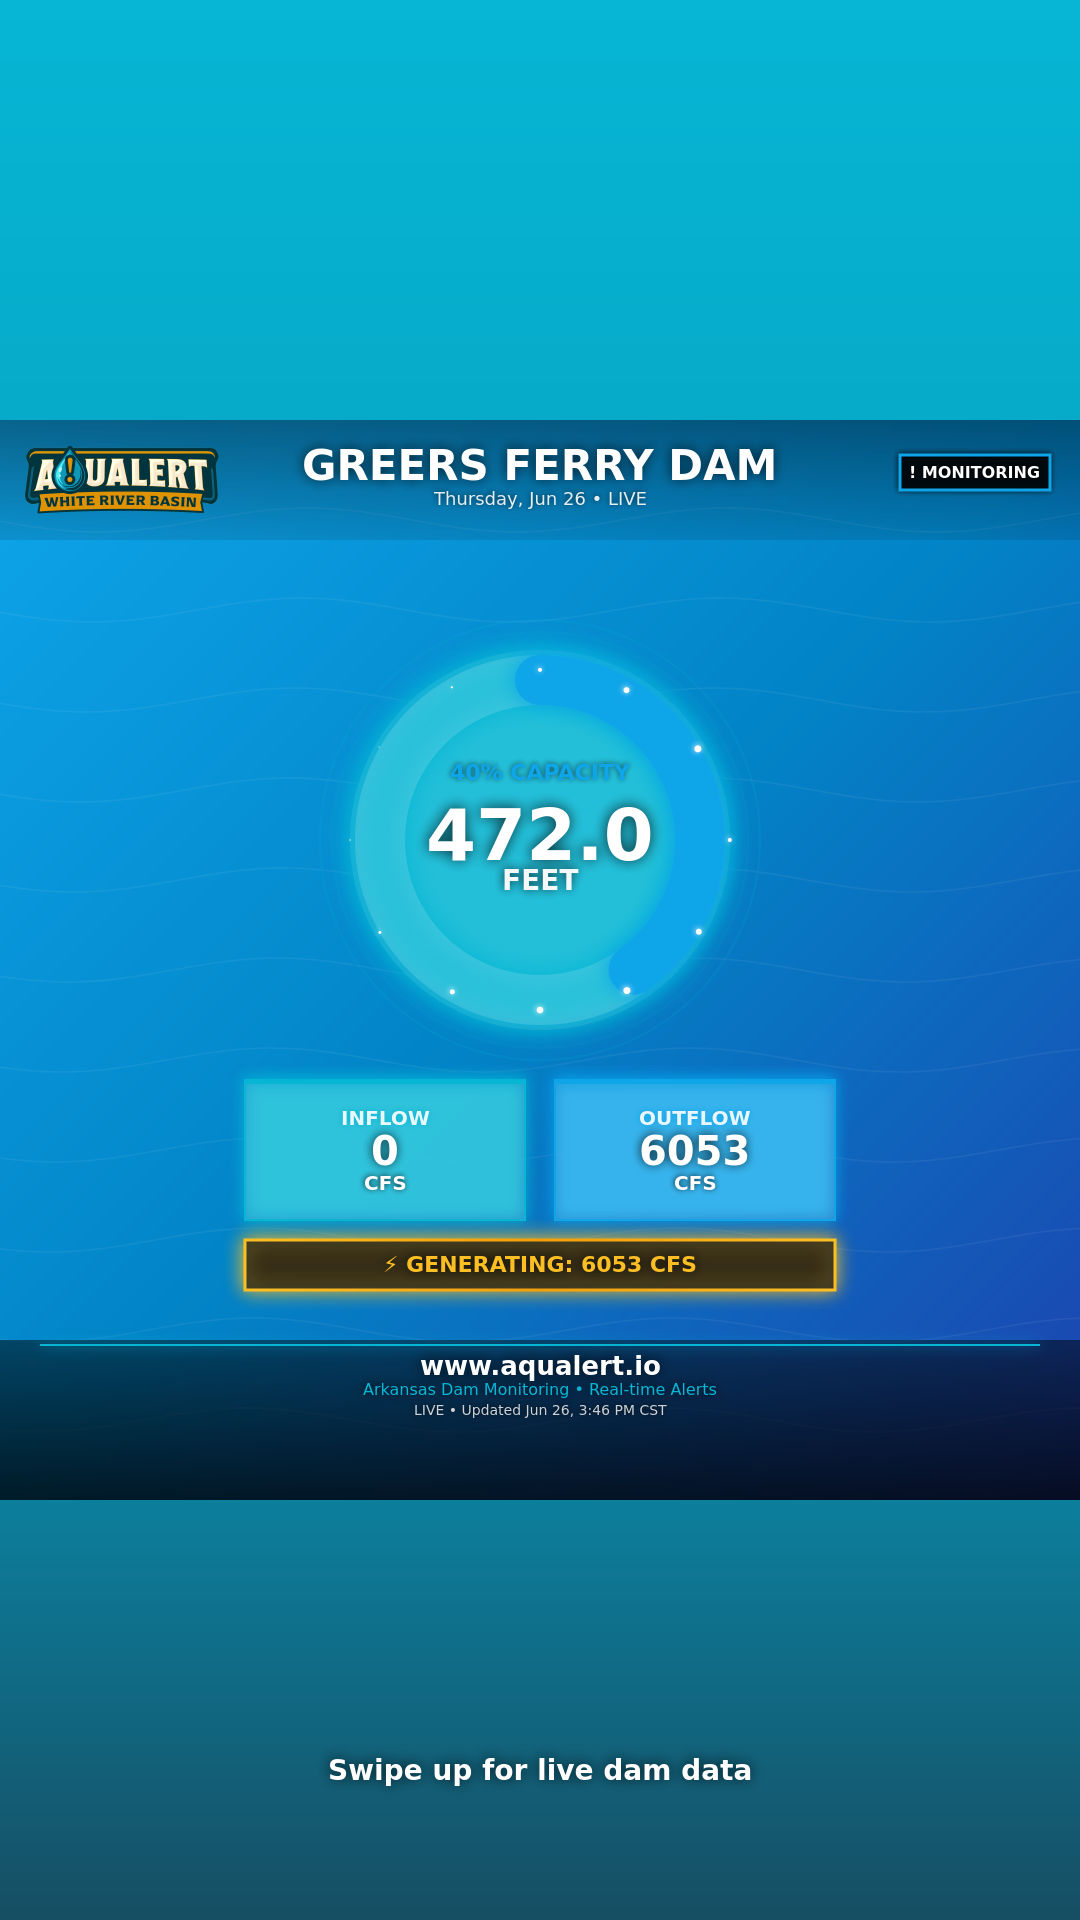 AQUALERT
WHITE RIVER BASIN
GREERS FERRY DAM
Thursday, Jun 26 • LIVE
! MONITORING
40% CAPACITY
472.0
FEET
INFLOW
0
CFS
OUTFLOW
6053
CFS
⚡ GENERATING: 6053 CFS
www.aqualert.io
Arkansas Dam Monitoring • Real-time Alerts
LIVE • Updated Jun 26, 3:46 PM CST
Swipe up for live dam data